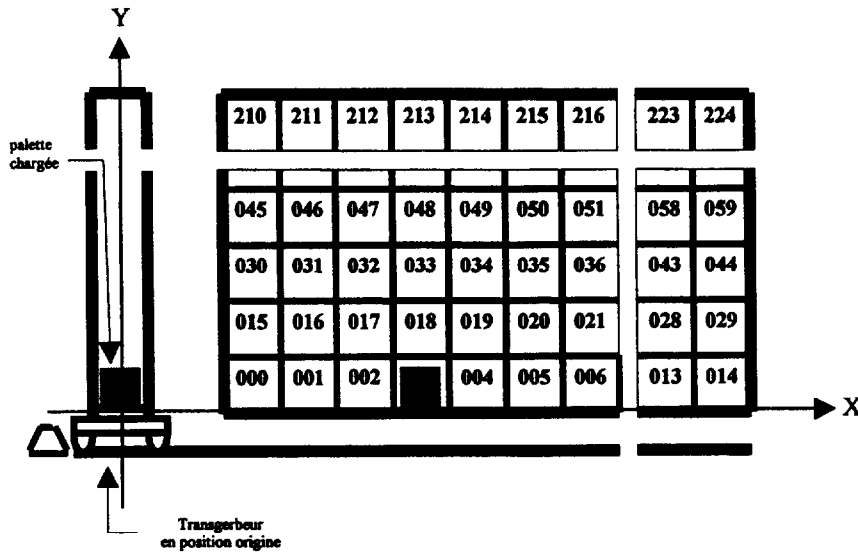 Y
210 211 212 213 214 215 216 223 224
palette
chargée
045 046 047 048 049 050 051 058 059
030 031 032 033 034 035 036 043 044
015 016 017 018 019 020 021 028 029
000 001 002 004 005 006 013 014
X
Transgerbeur
en position origine